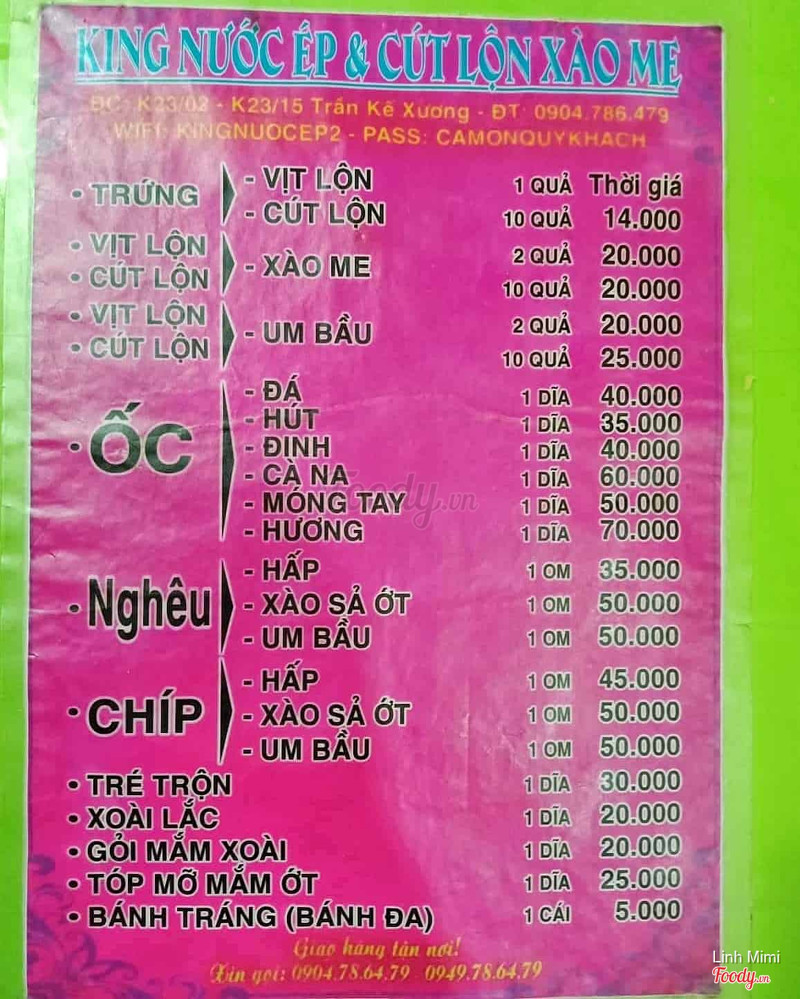 KING NƯỚC ÉP & CÚT LỘN XÀO ME
ĐC: K23/02 - K23/15 Trần Kế Xương - ĐT: 0904.786.479
WIFI: KINGNUOCEP2 - PASS: CAMONQUYKHACH
• TRỨNG
- VỊT LỘN 1 QUẢ Thời giá
- CÚT LỘN 10 QUẢ 14.000
• VỊT LỘN
• CÚT LỘN
- XÀO ME
2 QUẢ 20.000
10 QUẢ 20.000
• VỊT LỘN
• CÚT LỘN
- UM BẦU
2 QUẢ 20.000
10 QUẢ 25.000
• ỐC
- ĐÁ 1 DĨA 40.000
- HÚT 1 DĨA 35.000
- ĐỊNH 1 DĨA 40.000
- CÀ NA 1 DĨA 60.000
- MÓNG TAY 1 DĨA 50.000
- HƯƠNG 1 DĨA 70.000
• Nghêu
- HẤP 1 OM 35.000
- XÀO SẢ ỚT 1 OM 50.000
- UM BẦU 1 OM 50.000
• CHÍP
- HẤP 1 OM 45.000
- XÀO SẢ ỚT 1 OM 50.000
- UM BẦU 1 OM 50.000
• TRÉ TRỘN 1 DĨA 30.000
• XOÀI LẮC 1 DĨA 20.000
• GỎI MẮM XOÀI 1 DĨA 20.000
• TÓP MỠ MẮM ỚT 1 DĨA 25.000
• BÁNH TRÁNG (BÁNH ĐA) 1 CÁI 5.000
Giao hàng tận nơi!
Xin gọi: 0904.78.64.79 0949.78.64.79
Foody.vn
Linh Mimi
Foody.vn